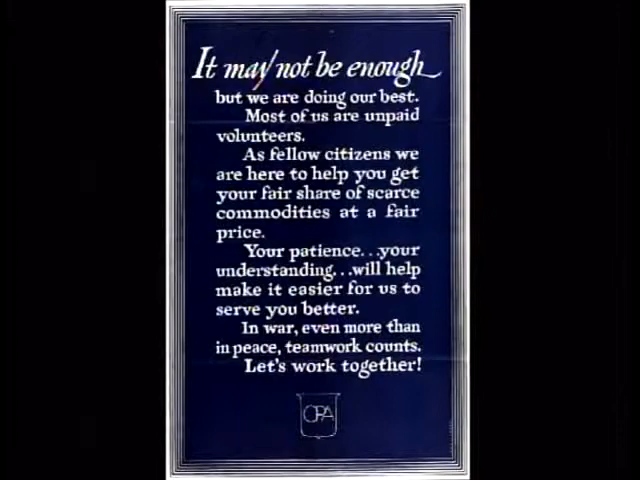 It may not be enough
but we are doing our best.
Most of us are unpaid
volunteers.
As fellow citizens we
are here to help you get
your fair share of scarce
commodities at a fair
price.
Your patience...your
understanding...will help
make it easier for us to
serve you better.
In war, even more than
in peace, teamwork counts.
Let's work together!
OPA